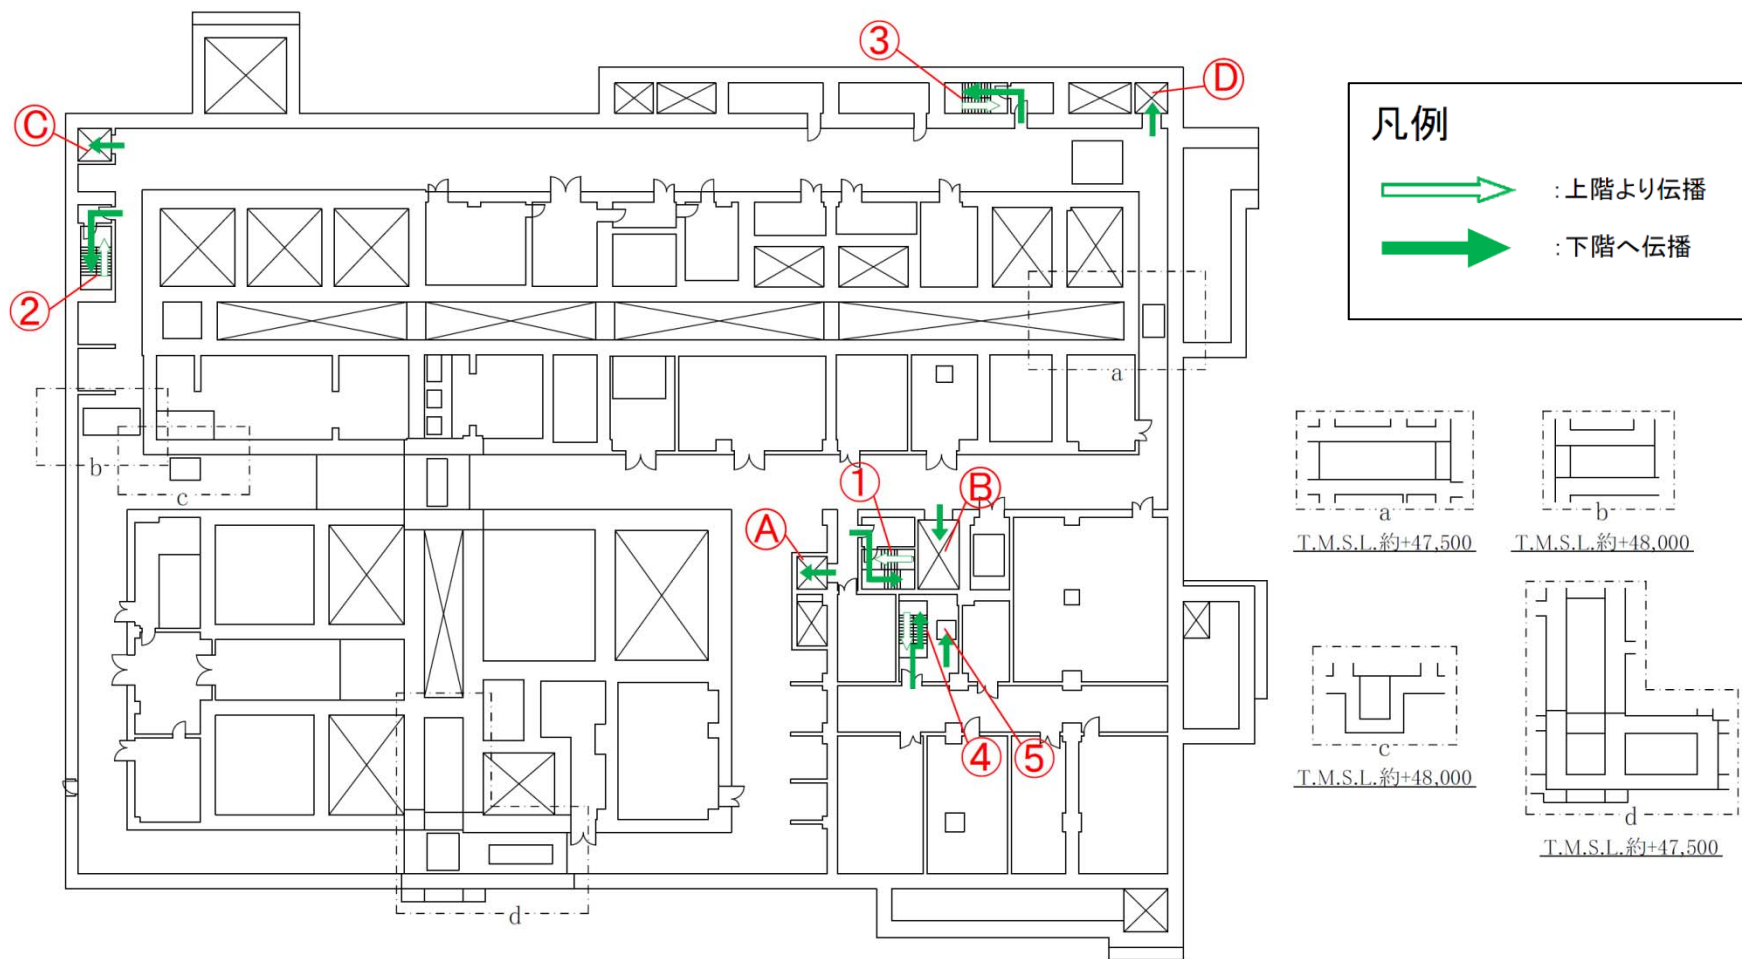 ③
D
C
凡例
:上階より伝播
:下階へ伝播
②
a
b
c
①
B
A
a
T.M.S.L.約+47,500
b
T.M.S.L.約+48,000
④
⑤
c
T.M.S.L.約+48,000
d
T.M.S.L.約+47,500
d